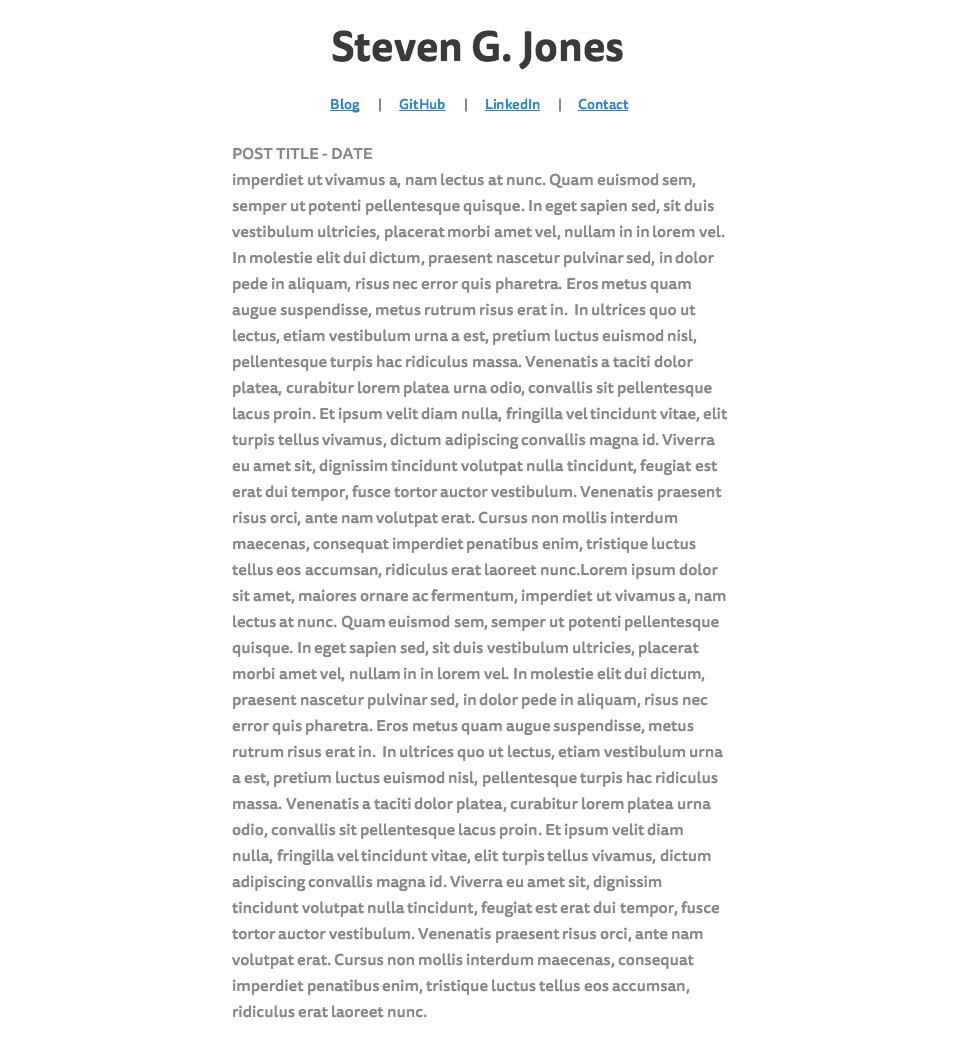 Steven G. Jones
Blog | GitHub | LinkedIn | Contact
POST TITLE - DATE
imperdiet ut vivamus a, nam lectus at nunc. Quam euismod sem,
semper ut potenti pellentesque quisque. In eget sapien sed, sit duis
vestibulum ultricies, placerat morbi amet vel, nullam in in lorem vel.
In molestie elit dui dictum, praesent nascetur pulvinar sed, in dolor
pede in aliquam, risus nec error quis pharetra. Eros metus quam
augue suspendisse, metus rutrum risus erat in.  In ultrices quo ut
lectus, etiam vestibulum urna a est, pretium luctus euismod nisl,
pellentesque turpis hac ridiculus massa. Venenatis a taciti dolor
platea, curabitur lorem platea urna odio, convallis sit pellentesque
lacus proin. Et ipsum velit diam nulla, fringilla vel tincidunt vitae, elit
turpis tellus vivamus, dictum adipiscing convallis magna id. Viverra
eu amet sit, dignissim tincidunt volutpat nulla tincidunt, feugiat est
erat dui tempor, fusce tortor auctor vestibulum. Venenatis praesent
risus orci, ante nam volutpat erat. Cursus non mollis interdum
maecenas, consequat imperdiet penatibus enim, tristique luctus
tellus eos accumsan, ridiculus erat laoreet nunc.Lorem ipsum dolor
sit amet, maiores ornare ac fermentum, imperdiet ut vivamus a, nam
lectus at nunc. Quam euismod sem, semper ut potenti pellentesque
quisque. In eget sapien sed, sit duis vestibulum ultricies, placerat
morbi amet vel, nullam in in lorem vel. In molestie elit dui dictum,
praesent nascetur pulvinar sed, in dolor pede in aliquam, risus nec
error quis pharetra. Eros metus quam augue suspendisse, metus
rutrum risus erat in.  In ultrices quo ut lectus, etiam vestibulum urna
a est, pretium luctus euismod nisl, pellentesque turpis hac ridiculus
massa. Venenatis a taciti dolor platea, curabitur lorem platea urna
odio, convallis sit pellentesque lacus proin. Et ipsum velit diam
nulla, fringilla vel tincidunt vitae, elit turpis tellus vivamus, dictum
adipiscing convallis magna id. Viverra eu amet sit, dignissim
tincidunt volutpat nulla tincidunt, feugiat est erat dui tempor, fusce
tortor auctor vestibulum. Venenatis praesent risus orci, ante nam
volutpat erat. Cursus non mollis interdum maecenas, consequat
imperdiet penatibus enim, tristique luctus tellus eos accumsan,
ridiculus erat laoreet nunc.